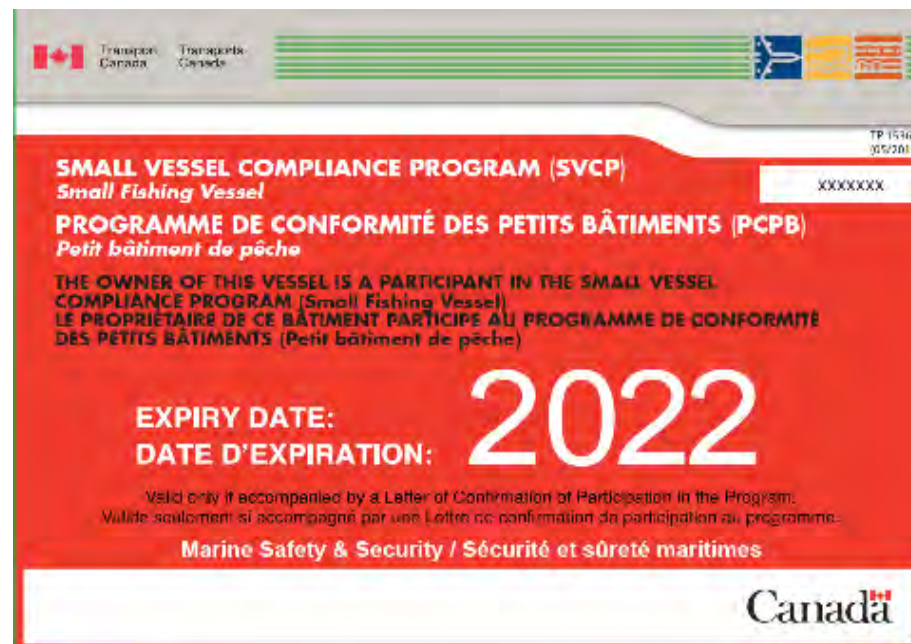 Transport Transports
Canada Canada
TP 1536
(05/201
XXXXXXX
SMALL VESSEL COMPLIANCE PROGRAM (SVCP)
Small Fishing Vessel
PROGRAMME DE CONFORMITÉ DES PETITS BÂTIMENTS (PCPB)
Petit bâtiment de pêche
THE OWNER OF THIS VESSEL IS A PARTICIPANT IN THE SMALL VESSEL
COMPLIANCE PROGRAM (Small Fishing Vessel)
LE PROPRIÉTAIRE DE CE BÂTIMENT PARTICIPE AU PROGRAMME DE CONFORMITÉ
DES PETITS BÂTIMENTS (Petit bâtiment de pêche)
EXPIRY DATE:
DATE D'EXPIRATION:
2022
Valid only if accompanied by a Letter of Confirmation of Participation in the Program.
Valide seulement si accompagné par une Lettre de confirmation de participation au programme.
Marine Safety & Security / Sécurité et sûreté maritimes
Canada